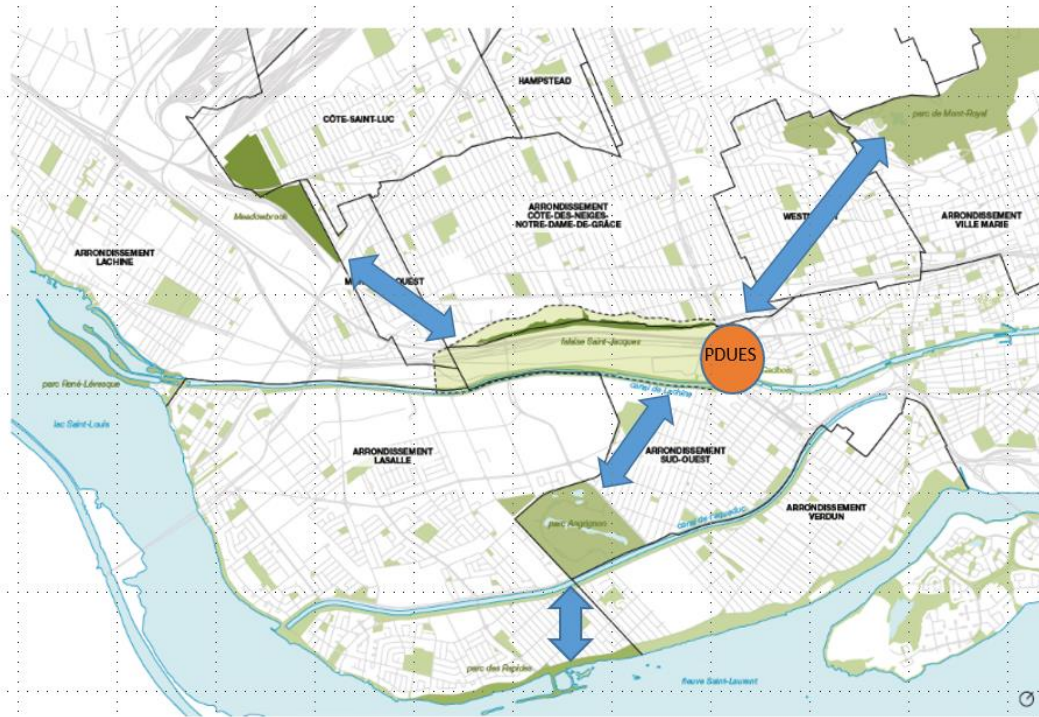 HAMPSTEAD
CÔTE-SAINT-LUC
parc de Mont-Royal
Meadowbrook
ARRONDISSEMENT
CÔTE-DES-NEIGES-
NOTRE-DAME-DE-GRÂCE
ARRONDISSEMENT
VILLE MARIE
ARRONDISSEMENT
LACHINE
OUEST
falaise Saint-Jacques
PDUES
parc René-Lévesque
canal de Lachine
lac Saint-Louis
ARRONDISSEMENT
LASALLE
ARRONDISSEMENT
SUD-OUEST
parc Angrignon
canal de l'aqueduc
ARRONDISSEMENT
VERDUN
parc des Rapides
fleuve Saint-Laurent